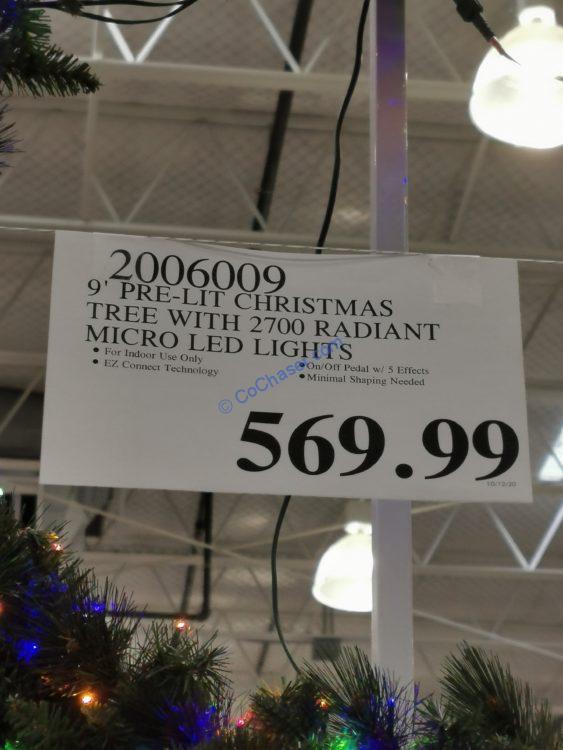 2006009
9' PRE-LIT CHRISTMAS
TREE WITH 2700 RADIANT
MICRO LED LIGHTS
• For Indoor Use Only
• EZ Connect Technology
• On/Off Pedal w/ 5 Effects
• Minimal Shaping Needed
© CoChaser.com
569.99
10/12/20